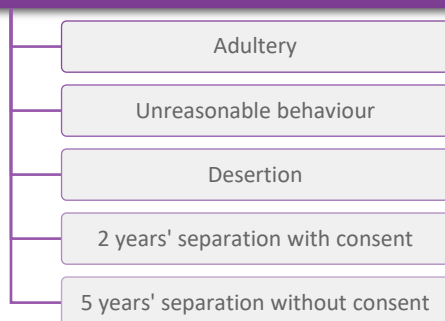 Adultery
Unreasonable behaviour
Desertion
2 years' separation with consent
5 years' separation without consent